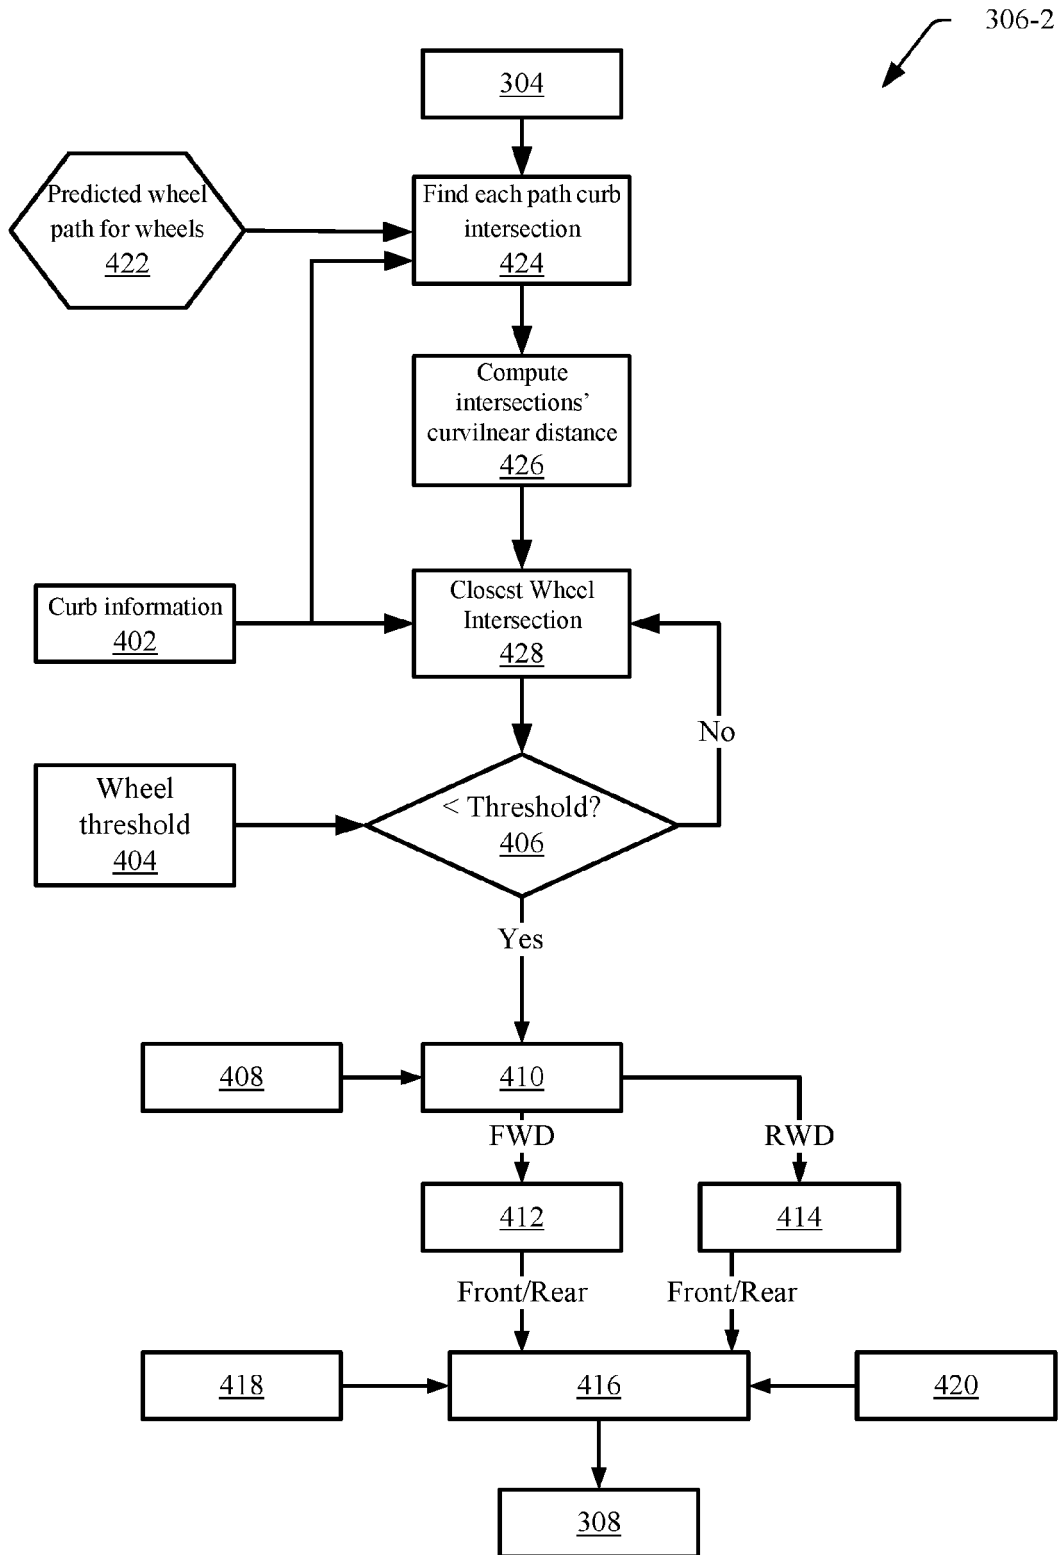 306-2
304
Predicted wheel
path for wheels
422
Find each path curb
intersection
424
Compute
intersections'
curvilnear distance
426
Curb information
402
Closest Wheel
Intersection
428
No
Wheel
threshold
404
< Threshold?
406
Yes
408
410
FWD
RWD
412
414
Front/Rear
Front/Rear
418
416
420
308